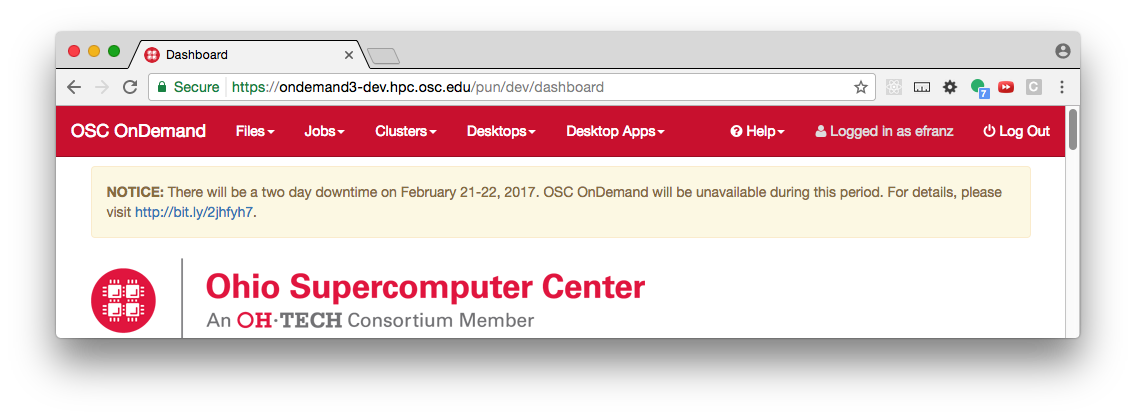 Dashboard
Secure https://ondemand3-dev.hpc.osc.edu/pun/dev/dashboard
7
C
OSC OnDemand Files Jobs Clusters Desktops Desktop Apps Help Logged in as efranz Log Out
NOTICE: There will be a two day downtime on February 21-22, 2017. OSC OnDemand will be unavailable during this period. For details, please
visit http://bit.ly/2jhfyh7.
Ohio Supercomputer Center
An OH·TECH Consortium Member